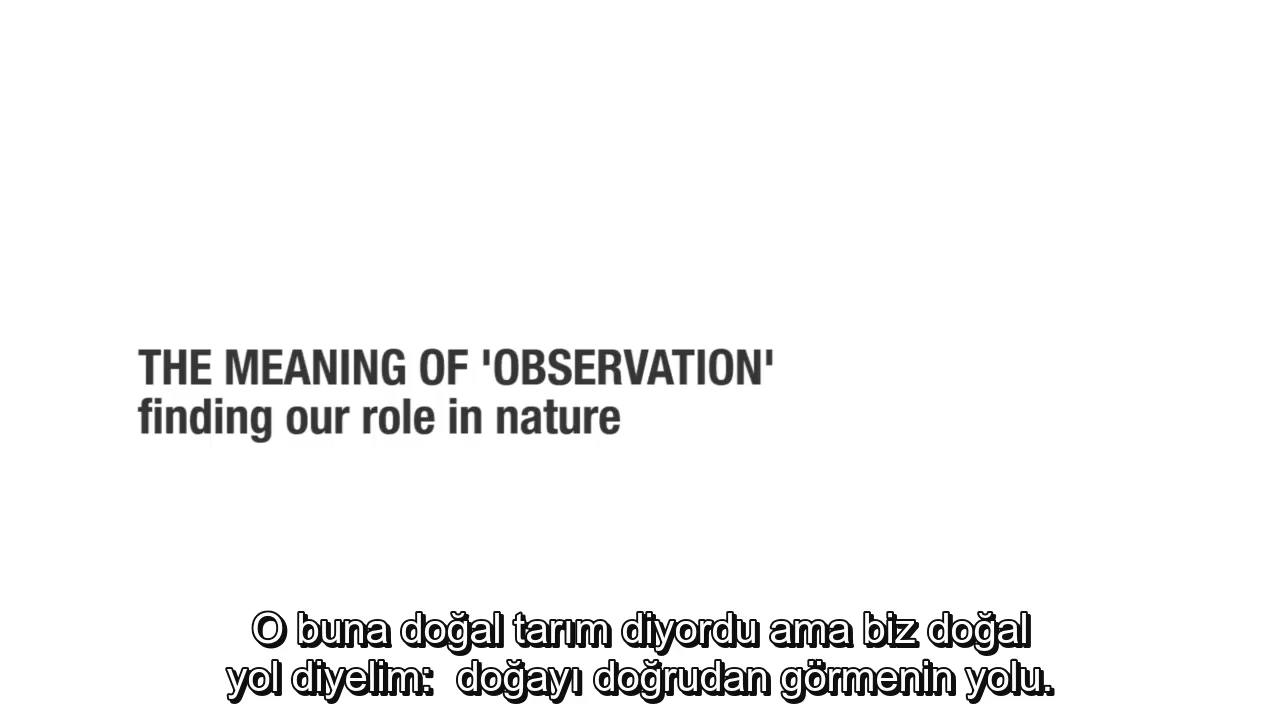 THE MEANING OF 'OBSERVATION'
finding our role in nature
O buna doğal tarım diyordu ama biz doğal
yol diyelim:  doğayı doğrudan görmenin yolu.